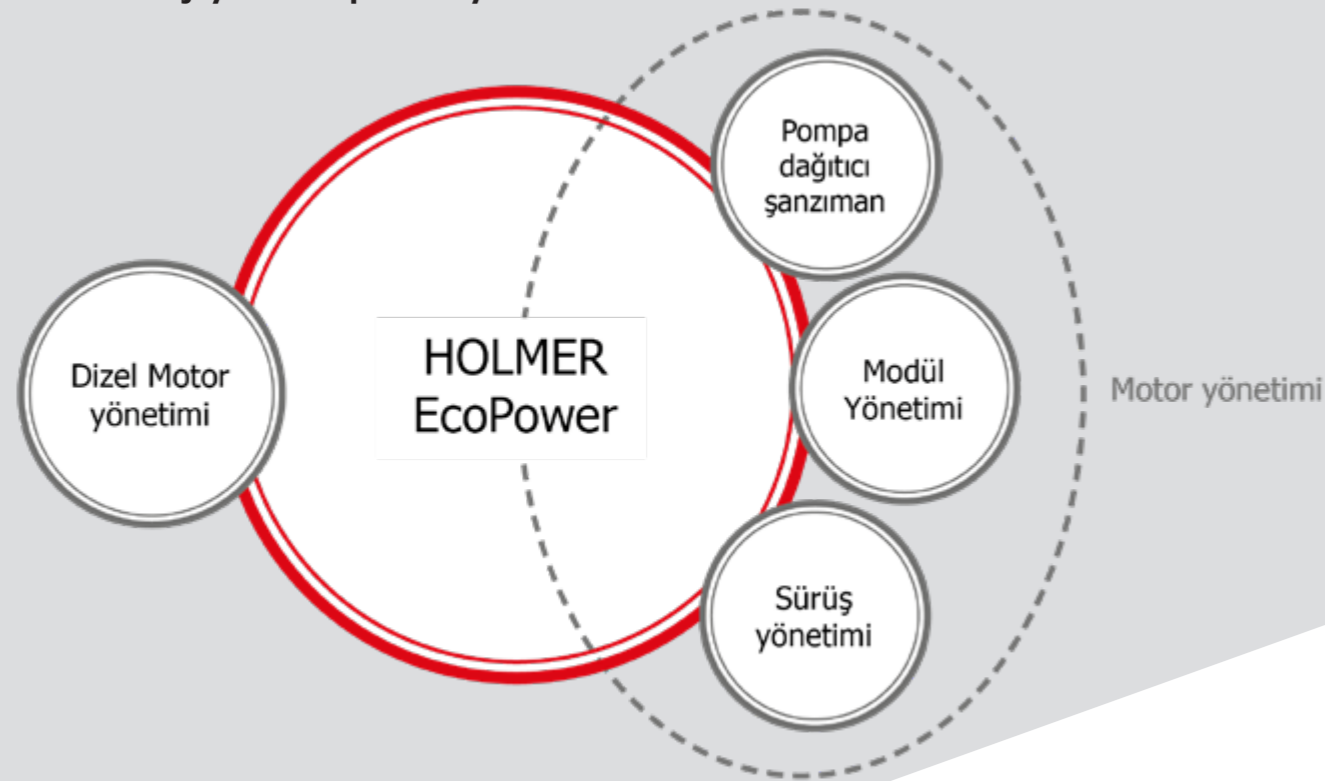 Pompa
dağıtıcı
şanzıman
Dizel Motor
yönetimi
HOLMER
EcoPower
Modül
Yönetimi
Motor yönetimi
Sürüş
yönetimi